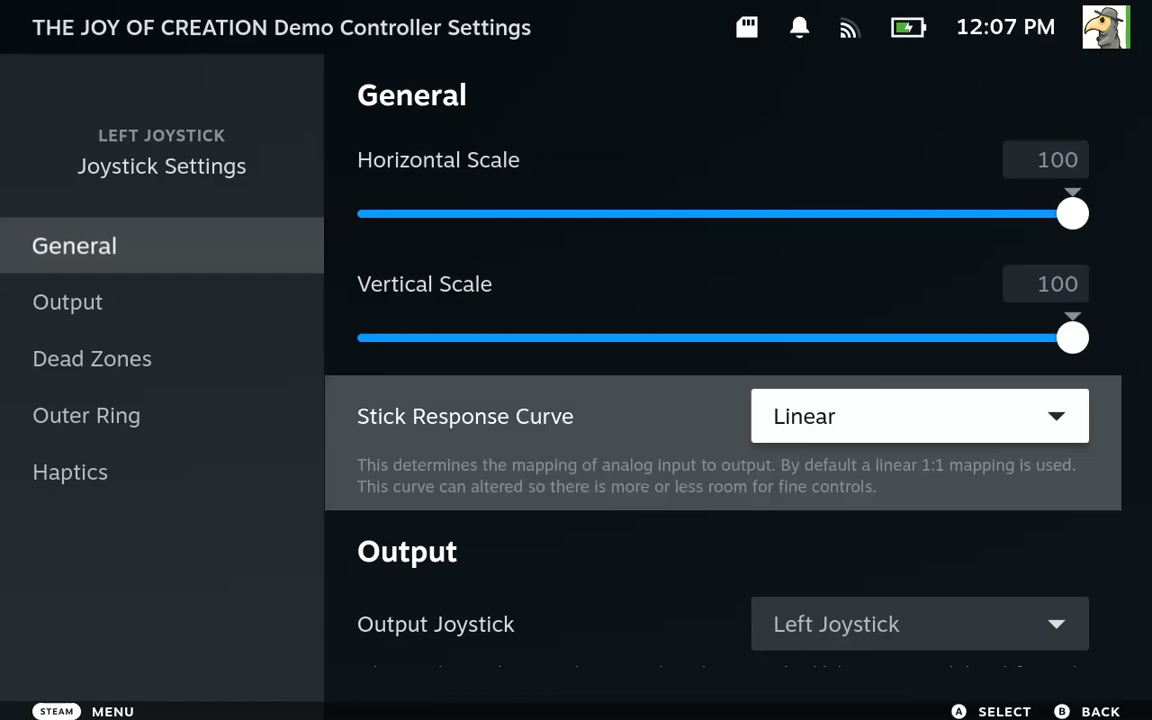 THE JOY OF CREATION Demo Controller Settings
12:07 PM
LEFT JOYSTICK
Joystick Settings
General
Output
Dead Zones
Outer Ring
Haptics
General
Horizontal Scale
100
Vertical Scale
100
Stick Response Curve
Linear
This determines the mapping of analog input to output. By default a linear 1:1 mapping is used.
This curve can altered so there is more or less room for fine controls.
Output
Output Joystick
Left Joystick
STEAM MENU
A SELECT B BACK